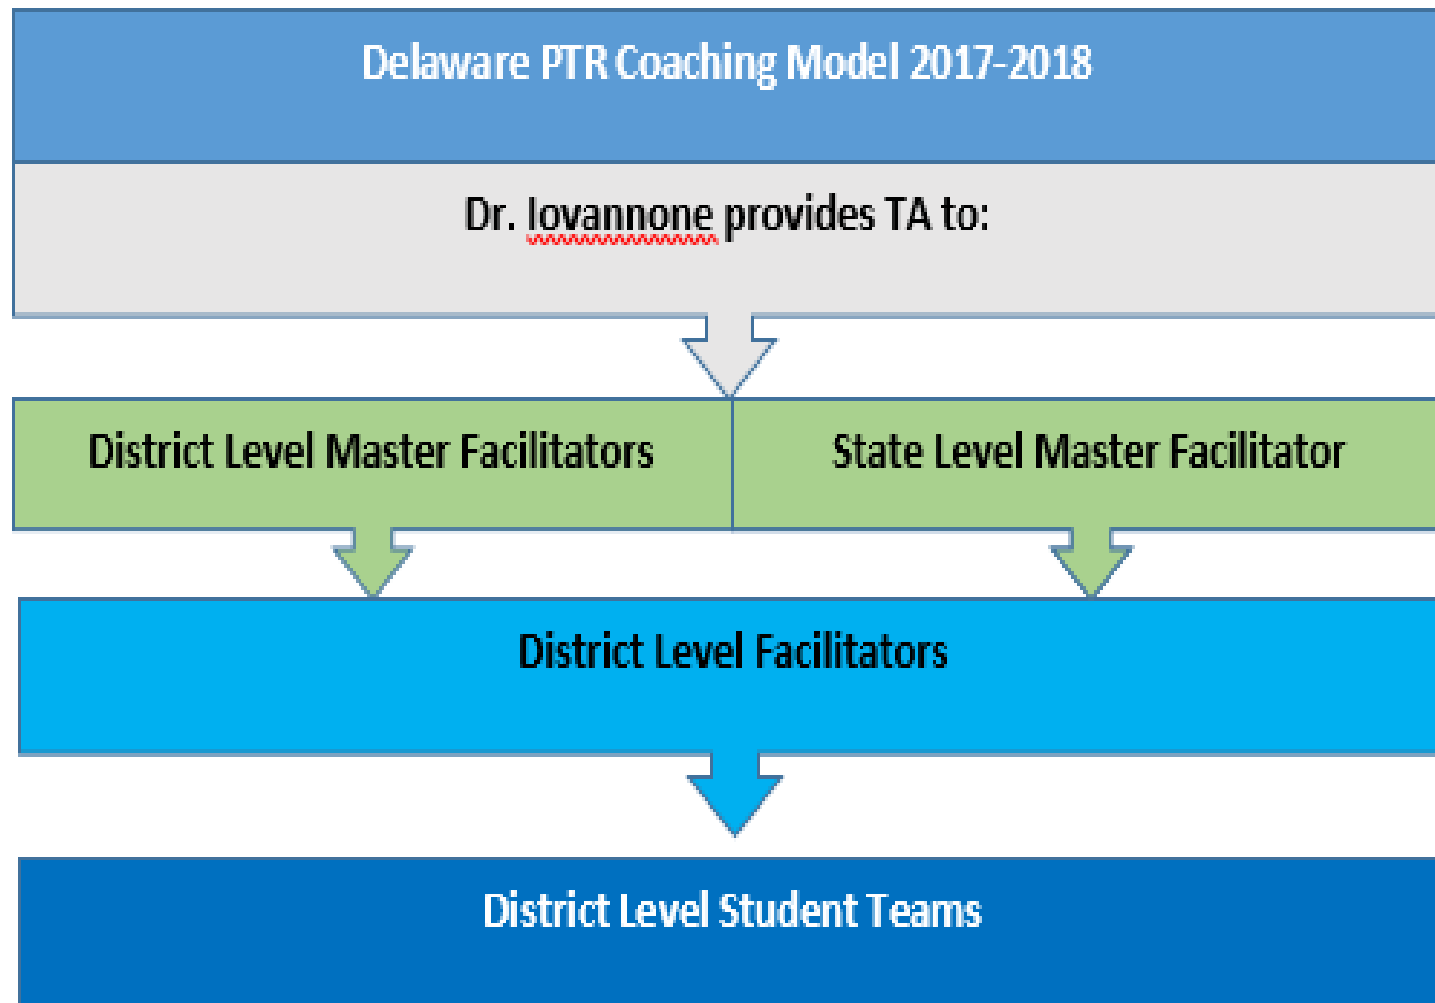 Delaware PTR Coaching Model 2017-2018
Dr. Iovannone provides TA to:
District Level Master Facilitators
State Level Master Facilitator
District Level Facilitators
District Level Student Teams